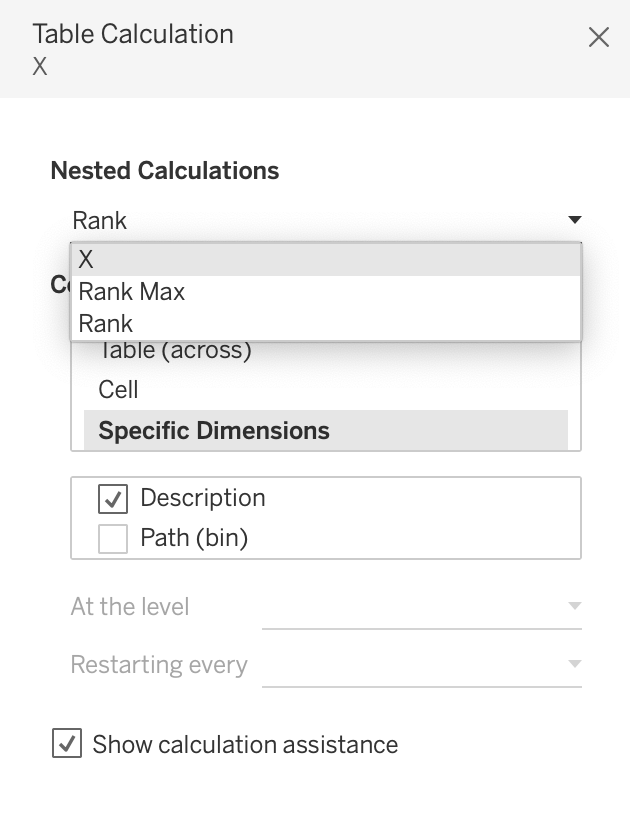 Table Calculation
X
Nested Calculations
Rank
X
Rank Max
Rank
Table (across)
Cell
Specific Dimensions
Description
Path (bin)
At the level
Restarting every
Show calculation assistance